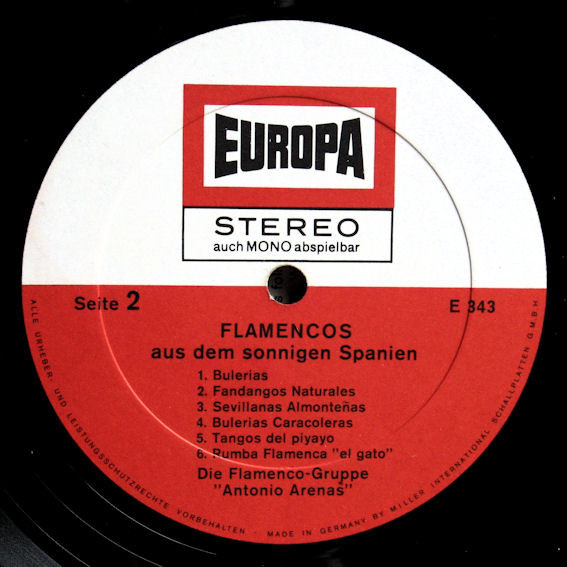 EUROPA
STEREO
auch MONO abspielbar
Seite 2
E 343
FLAMENCOS
aus dem sonnigen Spanien
1. Bulerias
2. Fandangos Naturales
3. Sevillanas Almonteñas
4. Bulerias Caracoleras
5. Tangos del piyayo
6. Rumba Flamenca "el gato"
Die Flamenco-Gruppe
"Antonio Arenas"
ALLE URHEBER- UND LEISTUNGSSCHUTZRECHTE VORBEHALTEN · MADE IN GERMANY BY MILLER INTERNATIONAL SCHALLPLATTEN G.M.B.H